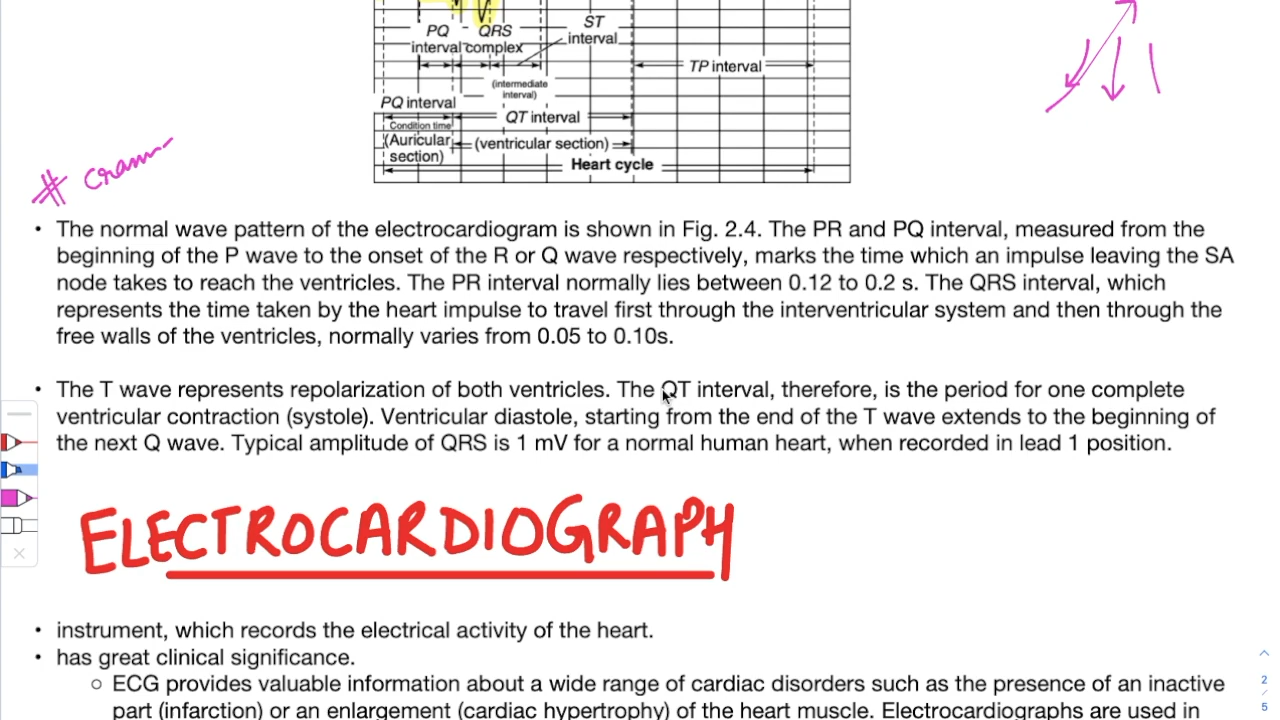 PQ QRS ST
interval complex interval
TP interval
(intermediate
interval)
PQ interval
QT interval
Condition time
(Auricular (ventricular section)
section) Heart cycle
# cram
• The normal wave pattern of the electrocardiogram is shown in Fig. 2.4. The PR and PQ interval, measured from the
beginning of the P wave to the onset of the R or Q wave respectively, marks the time which an impulse leaving the SA
node takes to reach the ventricles. The PR interval normally lies between 0.12 to 0.2 s. The QRS interval, which
represents the time taken by the heart impulse to travel first through the interventricular system and then through the
free walls of the ventricles, normally varies from 0.05 to 0.10s.
• The T wave represents repolarization of both ventricles. The QT interval, therefore, is the period for one complete
ventricular contraction (systole). Ventricular diastole, starting from the end of the T wave extends to the beginning of
the next Q wave. Typical amplitude of QRS is 1 mV for a normal human heart, when recorded in lead 1 position.
ELECTROCARDIOGRAPH
• instrument, which records the electrical activity of the heart.
• has great clinical significance.
○ ECG provides valuable information about a wide range of cardiac disorders such as the presence of an inactive
part (infarction) or an enlargement (cardiac hypertrophy) of the heart muscle. Electrocardiographs are used in
2
5